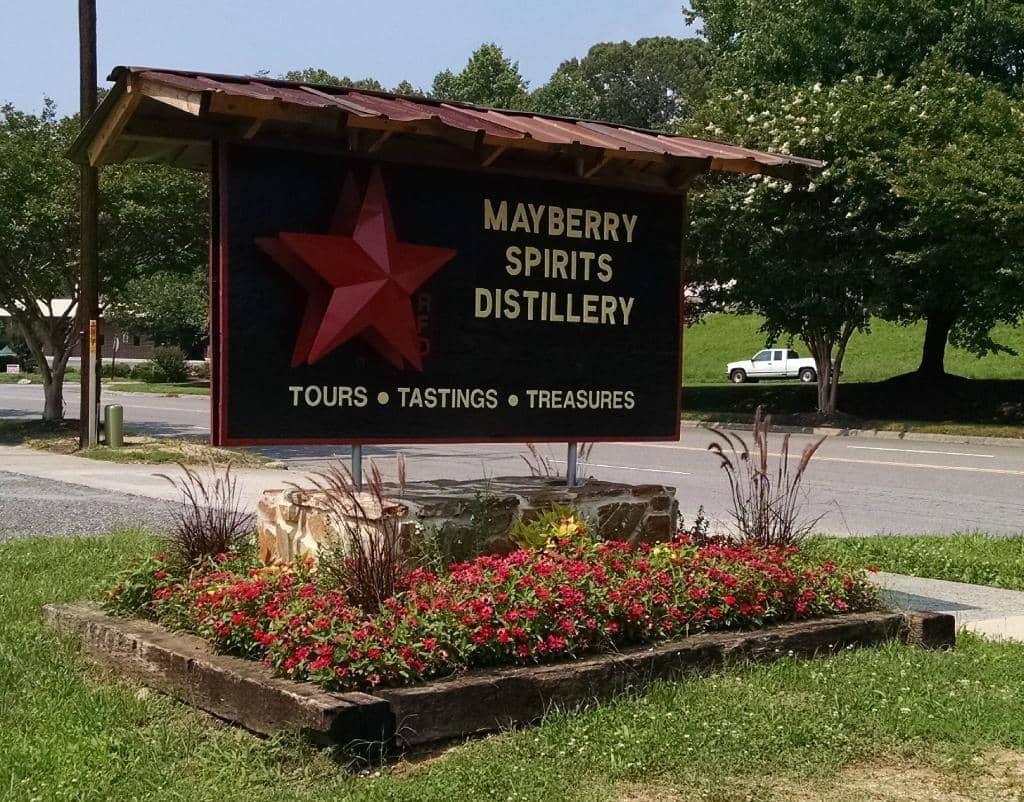 MAYBERRY
SPIRITS
DISTILLERY
TOURS • TASTINGS • TREASURES